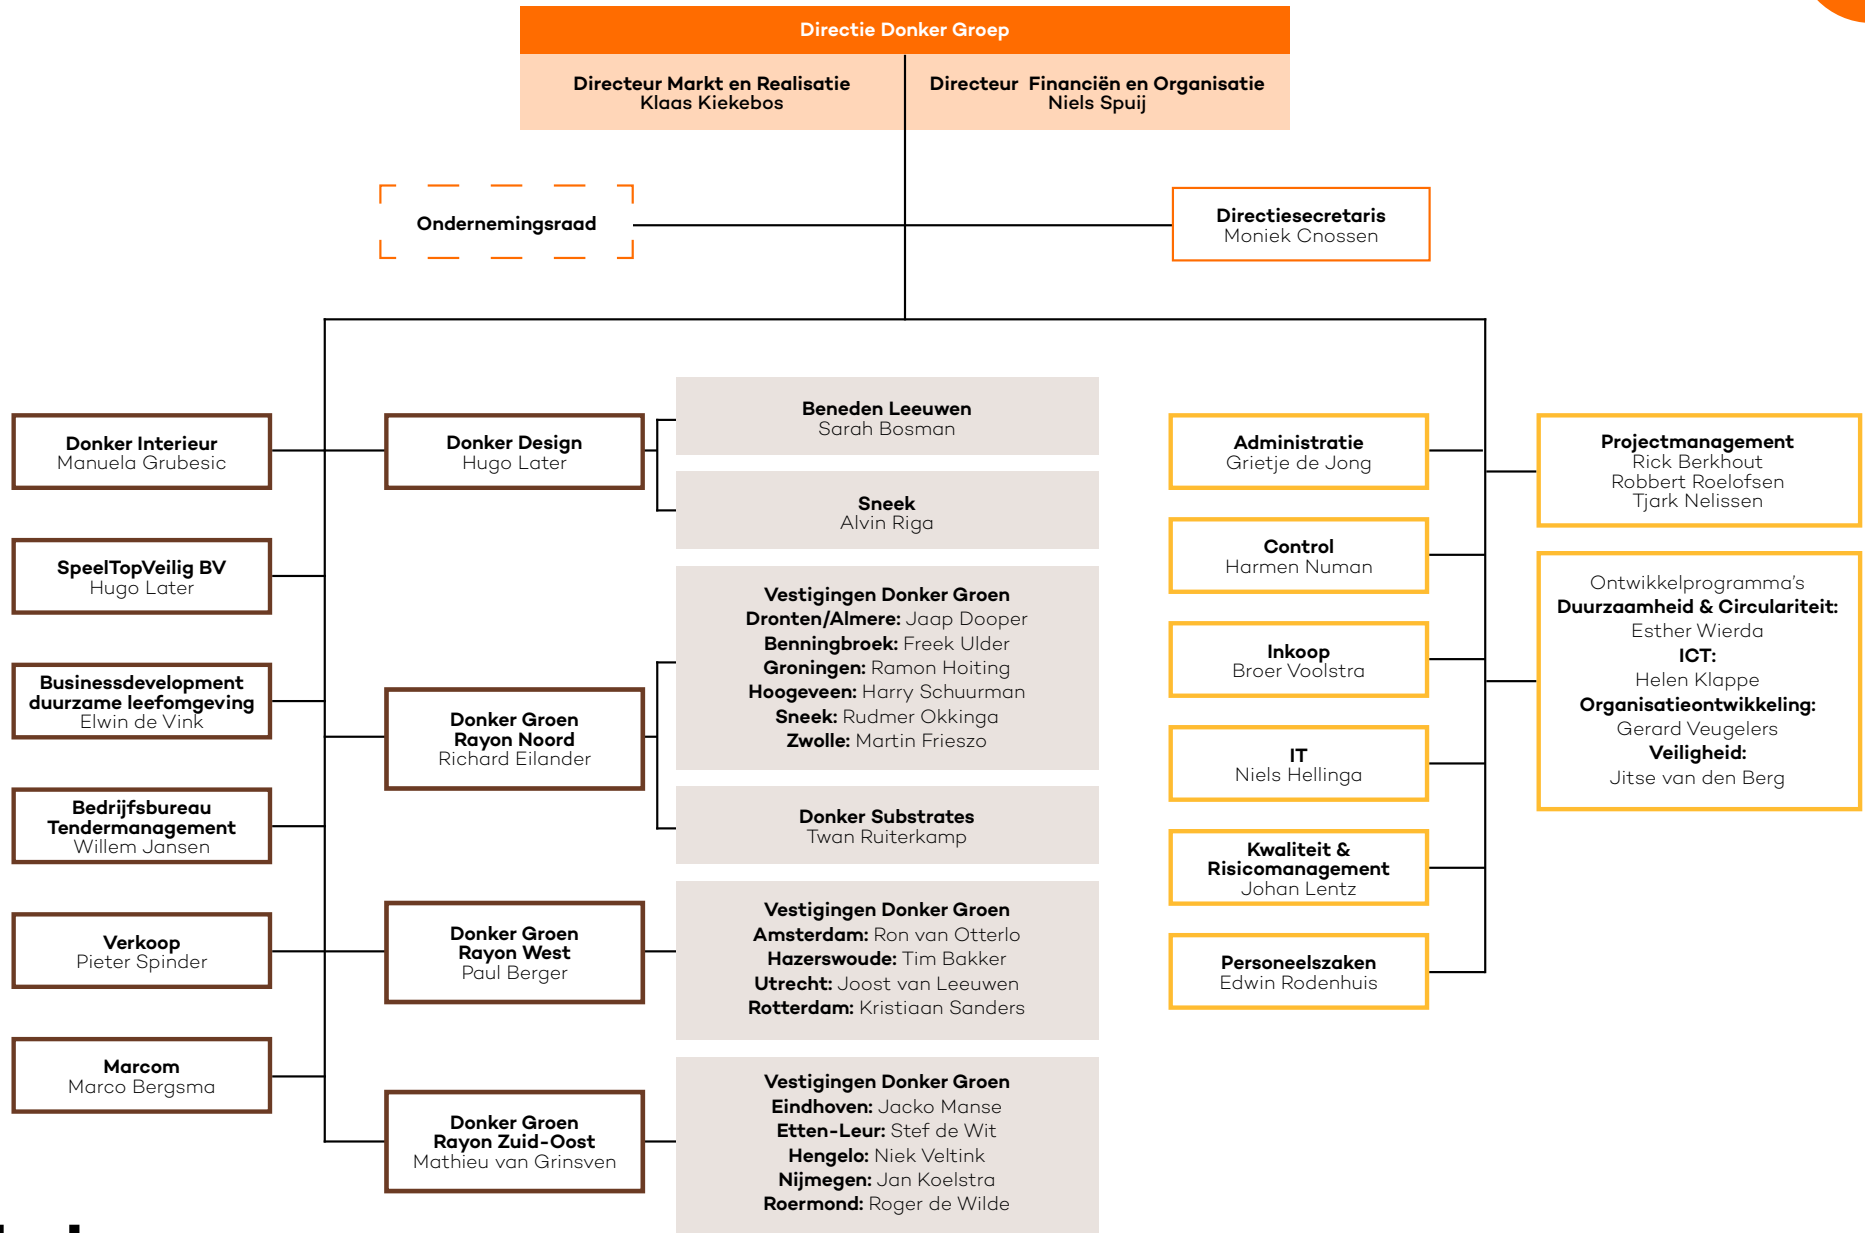 Directie Donker Groep
Directeur Markt en Realisatie
Klaas Kiekebos
Directeur Financiën en Organisatie
Niels Spuij
Ondernemingsraad
Directiesecretaris
Moniek Cnossen
Donker Interieur
Manuela Grubesic
SpeelTopVeilig BV
Hugo Later
Businessdevelopment
duurzame leefomgeving
Elwin de Vink
Bedrijfsbureau
Tendermanagement
Willem Jansen
Verkoop
Pieter Spinder
Marcom
Marco Bergsma
Donker Design
Hugo Later
Donker Groen
Rayon Noord
Richard Eilander
Donker Groen
Rayon West
Paul Berger
Donker Groen
Rayon Zuid-Oost
Mathieu van Grinsven
Beneden Leeuwen
Sarah Bosman
Sneek
Alvin Riga
Vestigingen Donker Groen
Dronten/Almere: Jaap Dooper
Benningbroek: Freek Ulder
Groningen: Ramon Hoiting
Hoogeveen: Harry Schuurman
Sneek: Rudmer Okkinga
Zwolle: Martin Frieszo
Donker Substrates
Twan Ruiterkamp
Vestigingen Donker Groen
Amsterdam: Ron van Otterlo
Hazerswoude: Tim Bakker
Utrecht: Joost van Leeuwen
Rotterdam: Kristiaan Sanders
Vestigingen Donker Groen
Eindhoven: Jacko Manse
Etten-Leur: Stef de Wit
Hengelo: Niek Veltink
Nijmegen: Jan Koelstra
Roermond: Roger de Wilde
Administratie
Grietje de Jong
Control
Harmen Numan
Inkoop
Broer Voolstra
IT
Niels Hellinga
Kwaliteit &
Risicomanagement
Johan Lentz
Personeelszaken
Edwin Rodenhuis
Projectmanagement
Rick Berkhout
Robbert Roelofsen
Tjark Nelissen
Ontwikkelprogramma's
Duurzaamheid & Circulariteit:
Esther Wierda
ICT:
Helen Klappe
Organisatieontwikkeling:
Gerard Veugelers
Veiligheid:
Jitse van den Berg